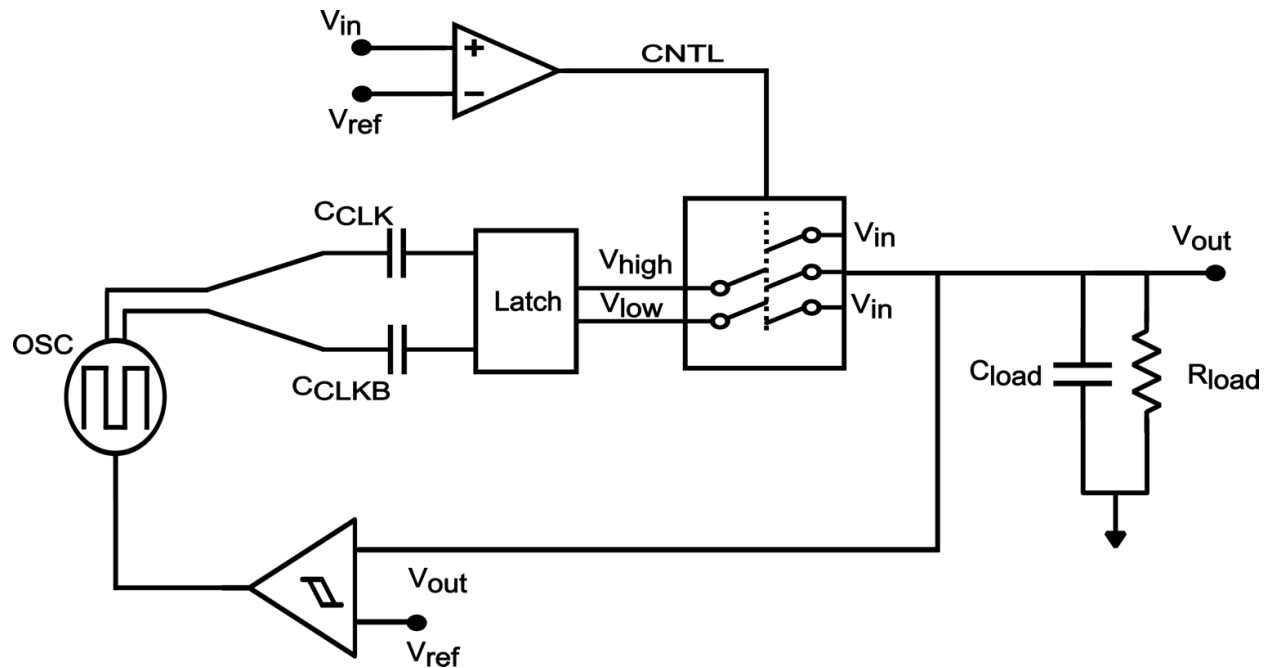 Vin
CNTL
Vref
+
−
CCLK
Vin
Vout
Vhigh
Latch
Vlow
Vin
OSC
CCLKB
Cload
Rload
Vout
Vref